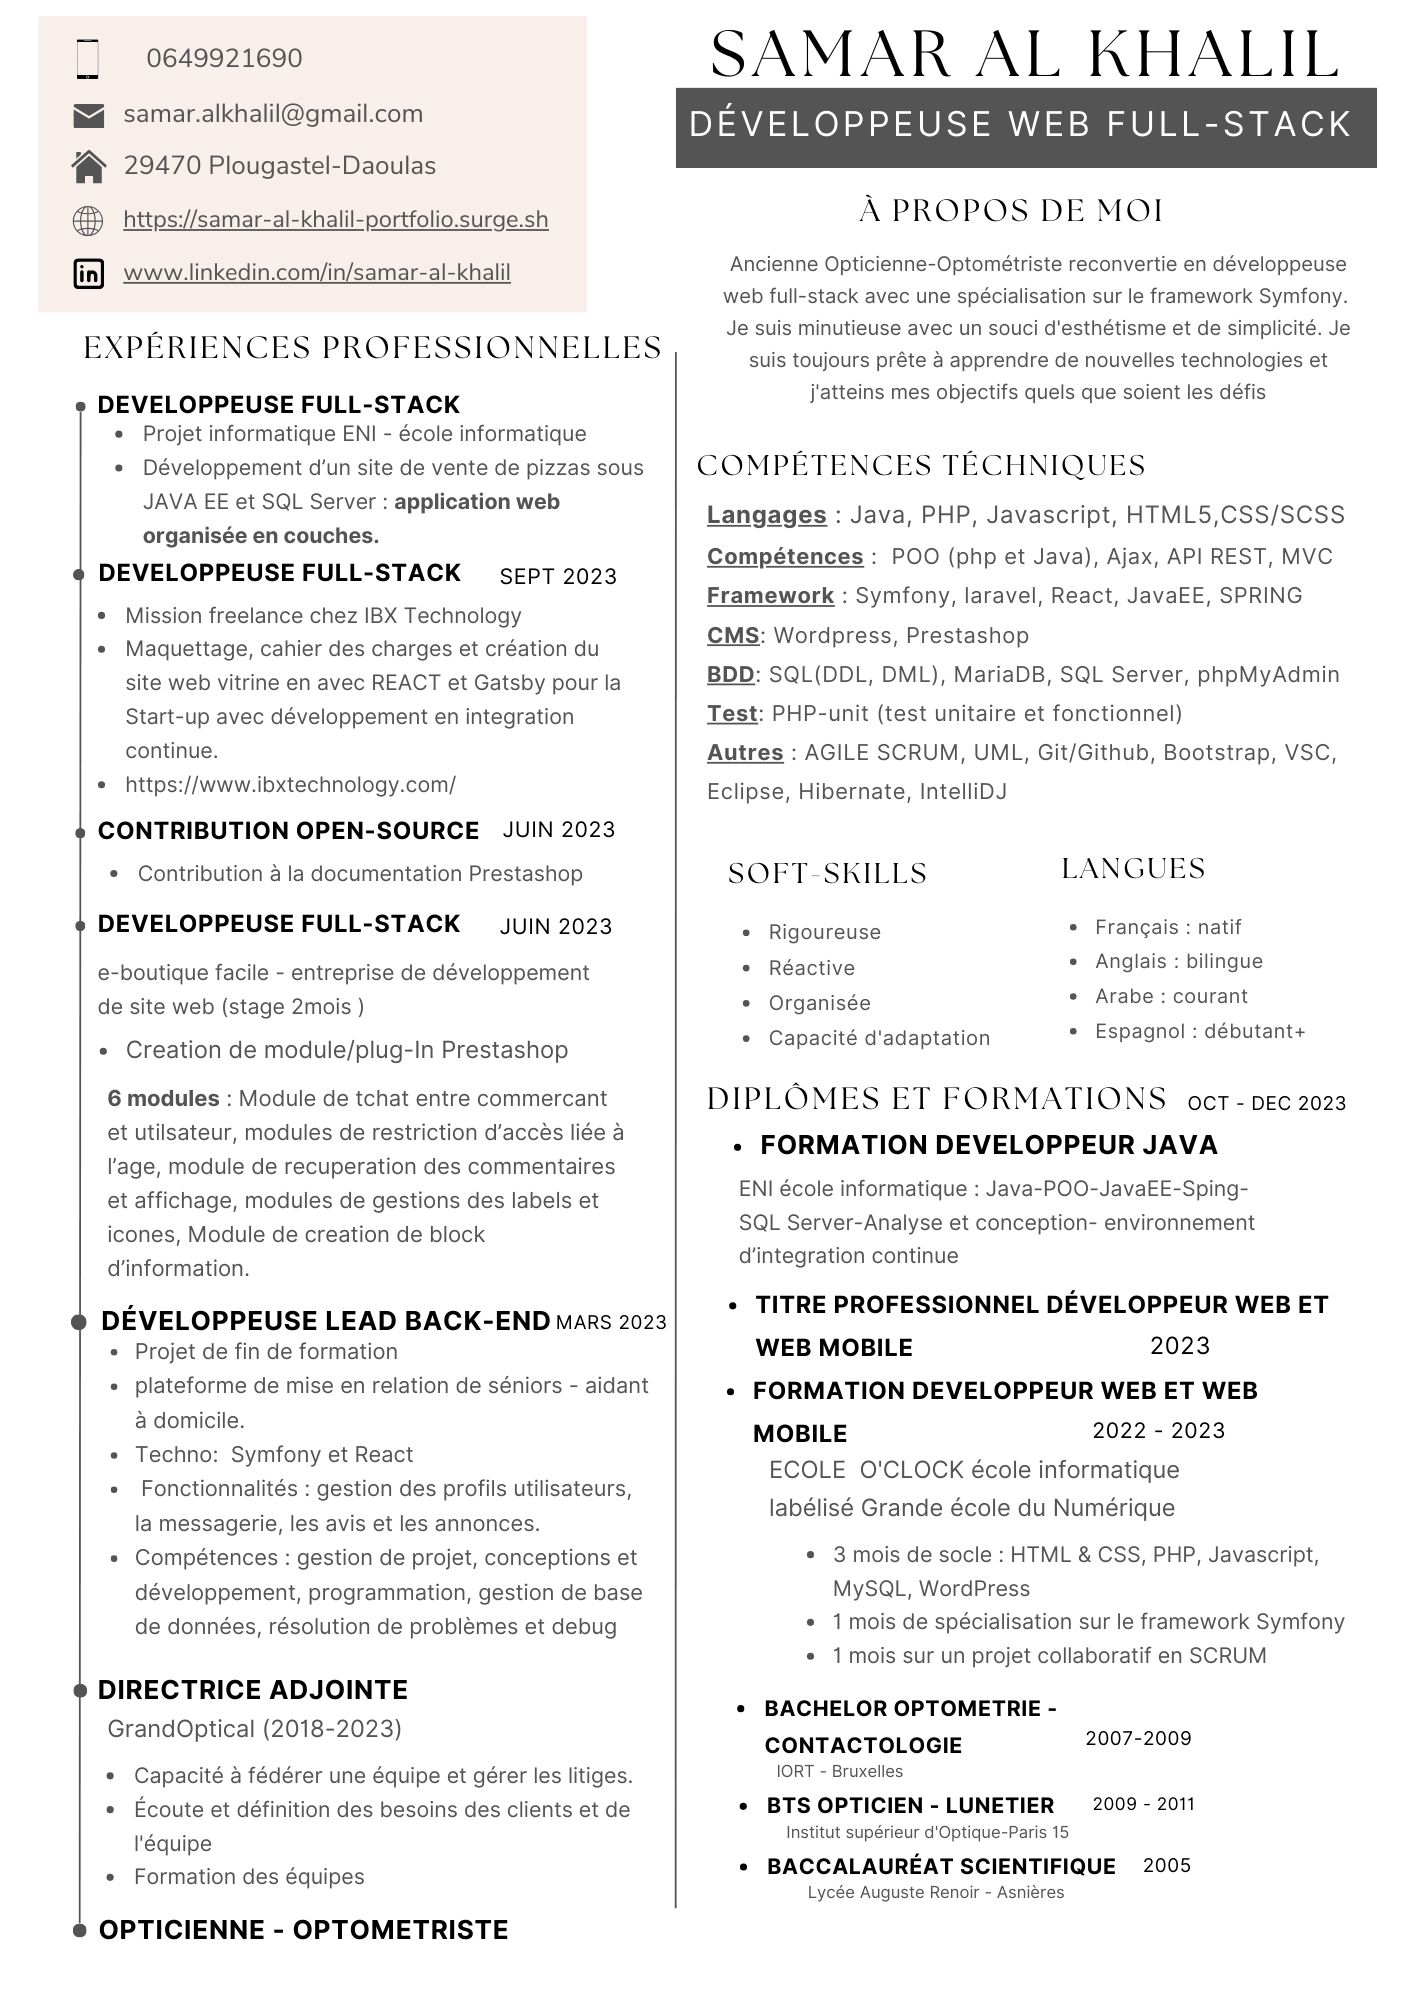 0649921690
samar.alkhalil@gmail.com
29470 Plougastel-Daoulas
https://samar-al-khalil-portfolio.surge.sh
in www.linkedin.com/in/samar-al-khalil
EXPÉRIENCES PROFESSIONNELLES
DEVELOPPEUSE FULL-STACK
• Projet informatique ENI - école informatique
• Développement d’un site de vente de pizzas sous
JAVA EE et SQL Server : application web
organisée en couches.
DEVELOPPEUSE FULL-STACK SEPT 2023
• Mission freelance chez IBX Technology
• Maquettage, cahier des charges et création du
site web vitrine en avec REACT et Gatsby pour la
Start-up avec développement en integration
continue.
• https://www.ibxtechnology.com/
CONTRIBUTION OPEN-SOURCE JUIN 2023
• Contribution à la documentation Prestashop
DEVELOPPEUSE FULL-STACK JUIN 2023
e-boutique facile - entreprise de développement
de site web (stage 2mois )
• Creation de module/plug-In Prestashop
6 modules : Module de tchat entre commercant
et utilsateur, modules de restriction d’accès liée à
l’age, module de recuperation des commentaires
et affichage, modules de gestions des labels et
icones, Module de creation de block
d’information.
DÉVELOPPEUSE LEAD BACK-END MARS 2023
• Projet de fin de formation
• plateforme de mise en relation de séniors - aidant
à domicile.
• Techno: Symfony et React
• Fonctionnalités : gestion des profils utilisateurs,
la messagerie, les avis et les annonces.
• Compétences : gestion de projet, conceptions et
développement, programmation, gestion de base
de données, résolution de problèmes et debug
DIRECTRICE ADJOINTE
GrandOptical (2018-2023)
• Capacité à fédérer une équipe et gérer les litiges.
• Écoute et définition des besoins des clients et de
l'équipe
• Formation des équipes
OPTICIENNE - OPTOMETRISTE
SAMAR AL KHALIL
DÉVELOPPEUSE WEB FULL-STACK
À PROPOS DE MOI
Ancienne Opticienne-Optométriste reconvertie en développeuse
web full-stack avec une spécialisation sur le framework Symfony.
Je suis minutieuse avec un souci d'esthétisme et de simplicité. Je
suis toujours prête à apprendre de nouvelles technologies et
j'atteins mes objectifs quels que soient les défis
COMPÉTENCES TÉCHNIQUES
Langages : Java, PHP, Javascript, HTML5,CSS/SCSS
Compétences : POO (php et Java), Ajax, API REST, MVC
Framework : Symfony, laravel, React, JavaEE, SPRING
CMS: Wordpress, Prestashop
BDD: SQL(DDL, DML), MariaDB, SQL Server, phpMyAdmin
Test: PHP-unit (test unitaire et fonctionnel)
Autres : AGILE SCRUM, UML, Git/Github, Bootstrap, VSC,
Eclipse, Hibernate, IntelliDJ
SOFT-SKILLS
• Rigoureuse
• Réactive
• Organisée
• Capacité d'adaptation
LANGUES
• Français : natif
• Anglais : bilingue
• Arabe : courant
• Espagnol : débutant+
DIPLÔMES ET FORMATIONS OCT - DEC 2023
• FORMATION DEVELOPPEUR JAVA
ENI école informatique : Java-POO-JavaEE-Sping-
SQL Server-Analyse et conception- environnement
d’integration continue
• TITRE PROFESSIONNEL DÉVELOPPEUR WEB ET
WEB MOBILE 2023
• FORMATION DEVELOPPEUR WEB ET WEB
MOBILE 2022 - 2023
ECOLE O'CLOCK école informatique
labélisé Grande école du Numérique
• 3 mois de socle : HTML & CSS, PHP, Javascript,
MySQL, WordPress
• 1 mois de spécialisation sur le framework Symfony
• 1 mois sur un projet collaboratif en SCRUM
• BACHELOR OPTOMETRIE -
CONTACTOLOGIE 2007-2009
IORT - Bruxelles
• BTS OPTICIEN - LUNETIER 2009 - 2011
Institut supérieur d'Optique-Paris 15
• BACCALAURÉAT SCIENTIFIQUE 2005
Lycée Auguste Renoir - Asnières